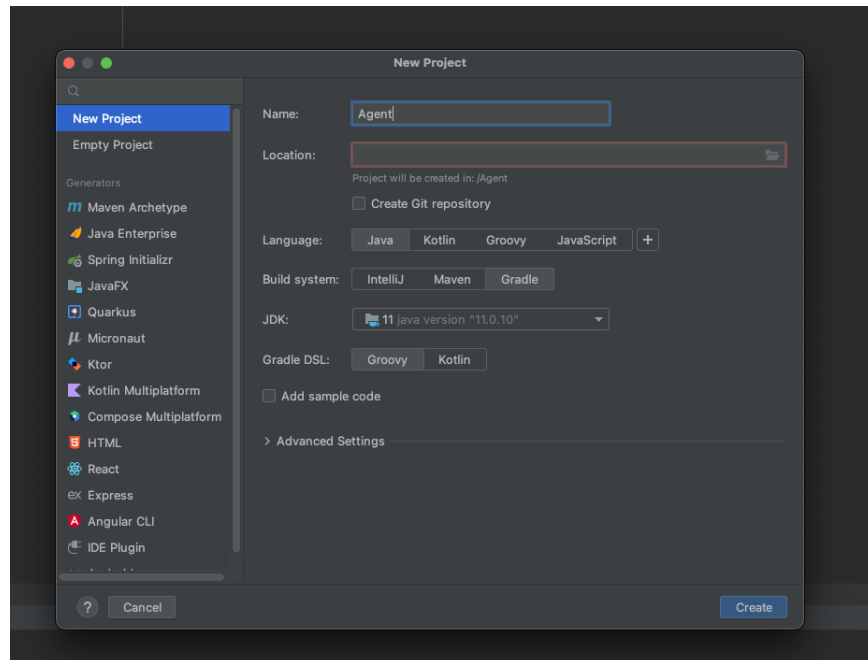 New Project
New Project
Empty Project
Generators
Maven Archetype
Java Enterprise
Spring Initializr
JavaFX
Quarkus
Micronaut
Ktor
Kotlin Multiplatform
Compose Multiplatform
HTML
React
ex Express
Angular CLI
IDE Plugin
Name: Agent
Location:
Project will be created in: /Agent
Create Git repository
Language: Java Kotlin Groovy JavaScript +
Build system: IntelliJ Maven Gradle
JDK: 11 java version "11.0.10"
Gradle DSL: Groovy Kotlin
Add sample code
> Advanced Settings
? Cancel Create